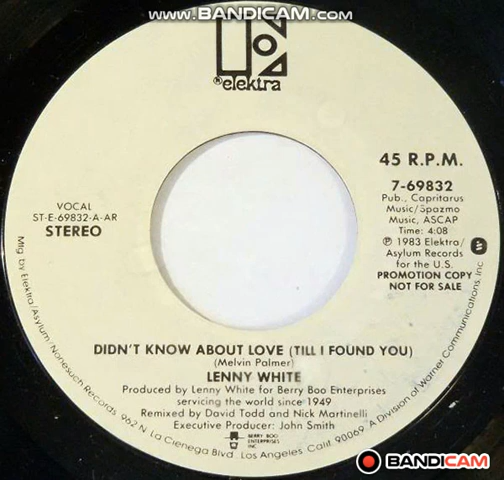 www.BANDICAM.com
elektra
45 R.P.M.
7-69832
Pub., Capritarus
Music/Spazmo
Music, ASCAP
Time: 4:08
℗ 1983 Elektra/
Asylum Records
for the U.S.
PROMOTION COPY
NOT FOR SALE
VOCAL
ST-E-69832-A-AR
STEREO
DIDN'T KNOW ABOUT LOVE (TILL I FOUND YOU)
(Melvin Palmer)
LENNY WHITE
Produced by Lenny White for Berry Boo Enterprises
servicing the world since 1949
Remixed by David Todd and Nick Martinelli
Executive Producer: John Smith
BERRY BOO
ENTERPRISES
INC.
Mfg by Elektra/Asylum/Nonesuch Records 962 N. La Cienega Blvd., Los Angeles, Calif. 90069 A Division of Warner Communications, Inc.
BANDICAM